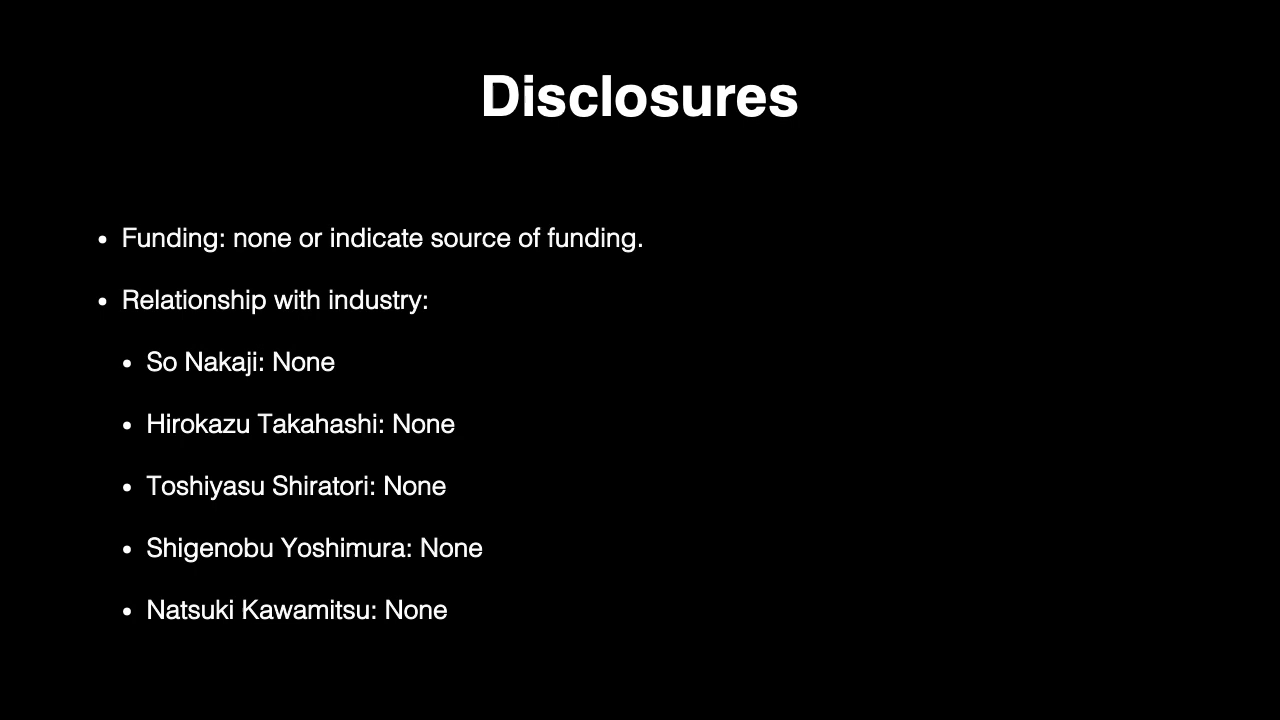 Disclosures
• Funding: none or indicate source of funding.
• Relationship with industry:
• So Nakaji: None
• Hirokazu Takahashi: None
• Toshiyasu Shiratori: None
• Shigenobu Yoshimura: None
• Natsuki Kawamitsu: None